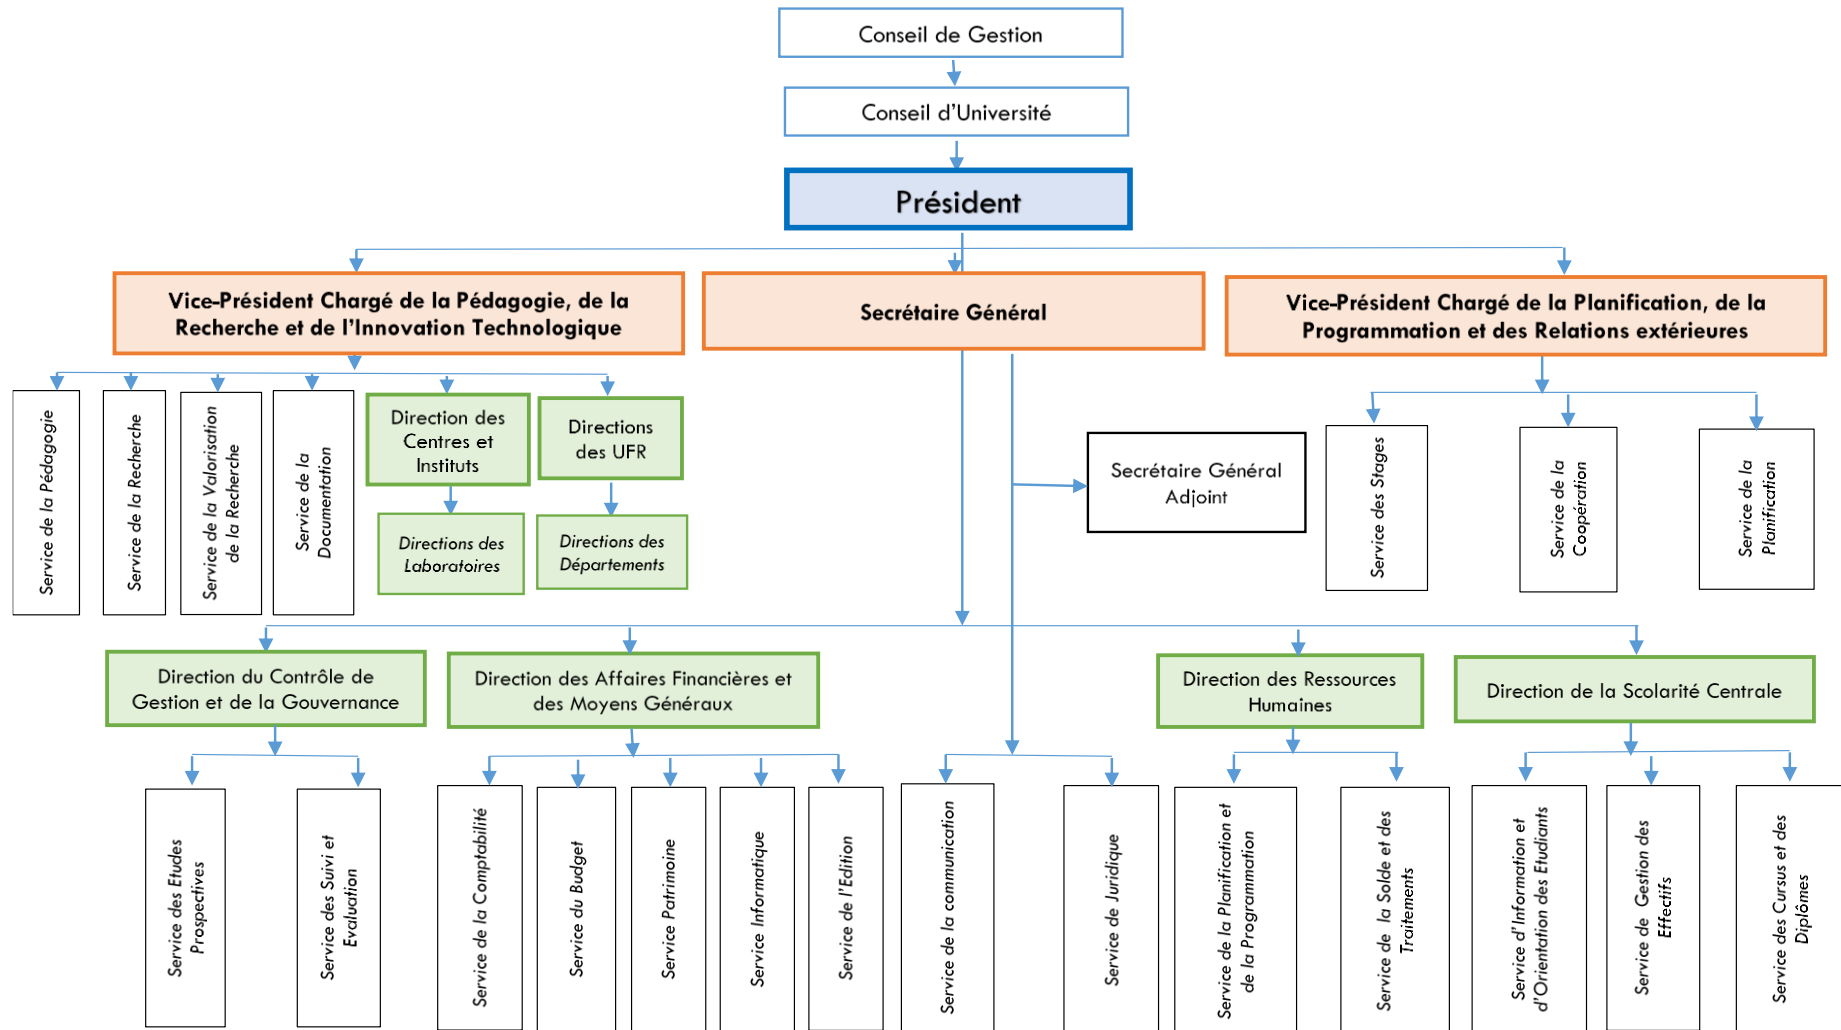 Conseil de Gestion
Conseil d'Université
Président
Vice-Président Chargé de la Pédagogie, de la
Recherche et de l'Innovation Technologique
Secrétaire Général
Vice-Président Chargé de la Planification, de la
Programmation et des Relations extérieures
Service de la Pédagogie
Service de la Recherche
Service de la Valorisation
de la Recherche
Service de la
Documentation
Direction des
Centres et
Instituts
Directions
des UFR
Directions des
Laboratoires
Directions des
Départements
Secrétaire Général
Adjoint
Service des Stages
Service de la
Coopération
Service de la
Planification
Direction du Contrôle de
Gestion et de la Gouvernance
Direction des Affaires Financières et
des Moyens Généraux
Direction des Ressources
Humaines
Direction de la Scolarité Centrale
Service des Etudes
Prospectives
Service des Suivi et
Evaluation
Service de la Comptabilité
Service du Budget
Service Patrimoine
Service Informatique
Service de l'Edition
Service de la communication
Service de Juridique
Service de la Planification et
de la Programmation
Service de la Solde et des
Traitements
Service d'Information et
d'Orientation des Etudiants
Service de Gestion des
Effectifs
Service des Cursus et des
Diplômes